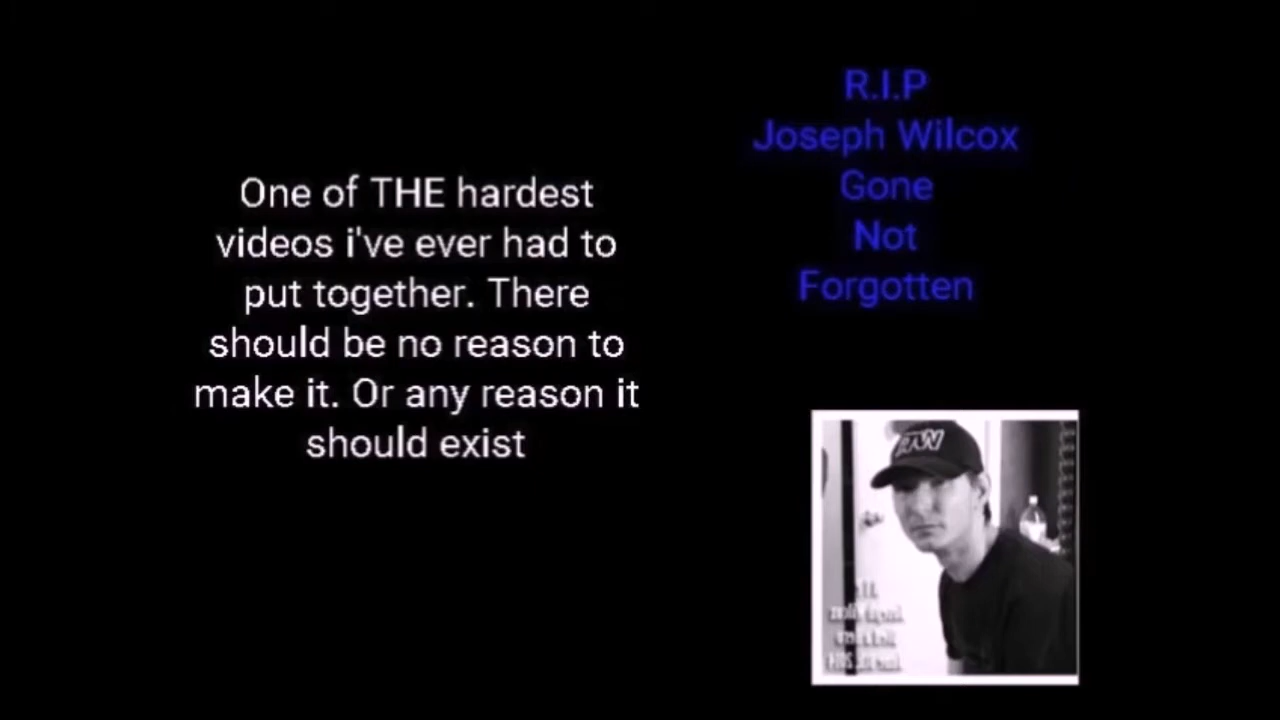 One of THE hardest
videos i've ever had to
put together. There
should be no reason to
make it. Or any reason it
should exist
R.I.P
Joseph Wilcox
Gone
Not
Forgotten